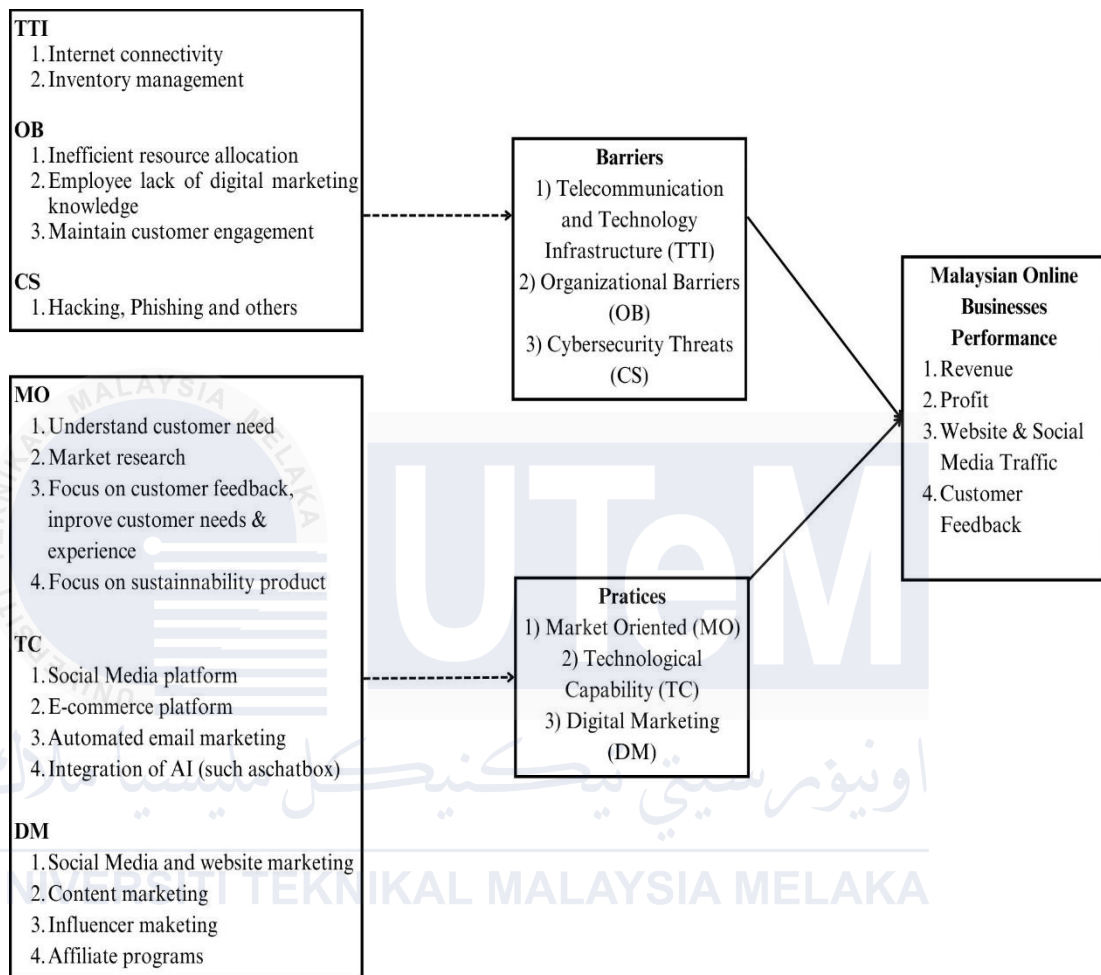 TTI
1. Internet connectivity
2. Inventory management
OB
1. Inefficient resource allocation
2. Employee lack of digital marketing
knowledge
3. Maintain customer engagement
CS
1. Hacking, Phishing and others
MO
1. Understand customer need
2. Market research
3. Focus on customer feedback,
inprove customer needs &
experience
4. Focus on sustainnability product
TC
1. Social Media platform
2. E-commerce platform
3. Automated email marketing
4. Integration of AI (such aschatbox)
DM
1. Social Media and website marketing
2. Content marketing
3. Influencer maketing
4. Affiliate programs
Barriers
1) Telecommunication
and Technology
Infrastructure (TTI)
2) Organizational Barriers
(OB)
3) Cybersecurity Threats
(CS)
Pratices
1) Market Oriented (MO)
2) Technological
Capability (TC)
3) Digital Marketing
(DM)
Malaysian Online
Businesses
Performance
1. Revenue
2. Profit
3. Website & Social
Media Traffic
4. Customer
Feedback
UTeM
اونيۏرسيتي تيكنيكل مليسيا ملاك
UNIVERSITI TEKNIKAL MALAYSIA MELAKA